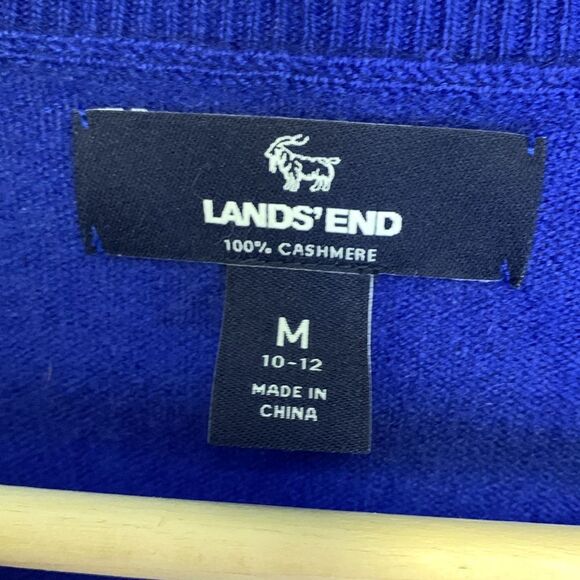 LANDS' END
100% CASHMERE
M
10-12
MADE IN
CHINA